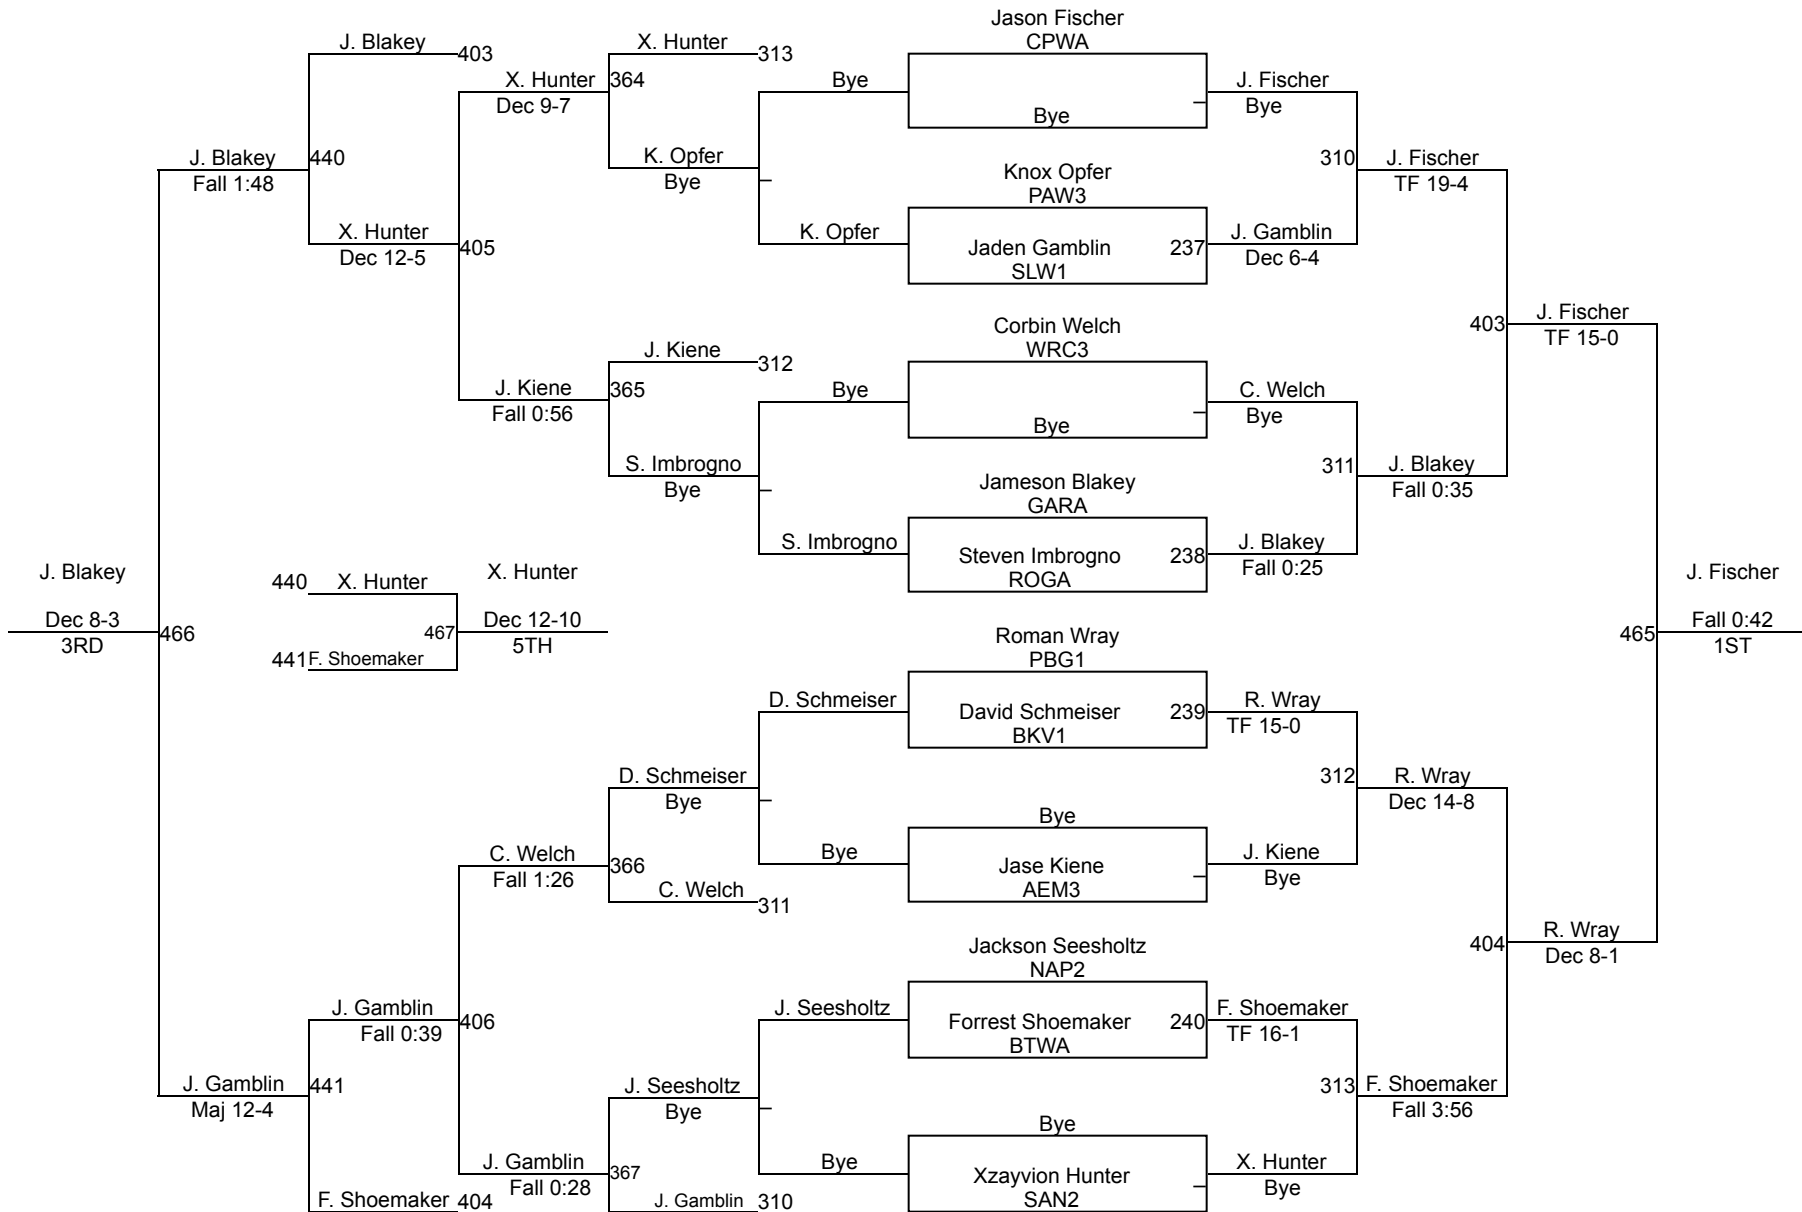 Jason Fischer
J. Blakey 403 X. Hunter 313 CPWA
X. Hunter 364 Bye J. Fischer
Dec 9-7 Bye Bye
J. Blakey 440 K. Opfer 310 J. Fischer
Fall 1:48 Bye Knox Opfer TF 19-4
PAW3
X. Hunter 405 K. Opfer Jaden Gamblin 237 J. Gamblin
Dec 12-5 SLW1 Dec 6-4
Corbin Welch 403 J. Fischer
J. Kiene 312 WRC3 TF 15-0
J. Kiene 365 Bye C. Welch
Fall 0:56 Bye Bye
S. Imbrogno 311 J. Blakey
Bye Jameson Blakey Fall 0:35
GARA
S. Imbrogno Steven Imbrogno 238 J. Blakey
J. Blakey 440 X. Hunter X. Hunter ROGA Fall 0:25 J. Fischer
Dec 8-3 466 467 Dec 12-10 465 Fall 0:42
3RD 441 F. Shoemaker 5TH Roman Wray 1ST
PBG1
D. Schmeiser David Schmeiser 239 R. Wray
BKV1 TF 15-0
D. Schmeiser 312 R. Wray
Bye Bye Dec 14-8
C. Welch 366 Bye Jase Kiene J. Kiene
Fall 1:26 C. Welch 311 AEM3 Bye
Jackson Seesholtz 404 R. Wray
NAP2 Dec 8-1
J. Gamblin 406 J. Seesholtz Forrest Shoemaker 240 F. Shoemaker
Fall 0:39 BTWA TF 16-1
J. Gamblin 441 J. Seesholtz 313 F. Shoemaker
Maj 12-4 Bye Bye Fall 3:56
J. Gamblin 367 Bye Xzayvion Hunter X. Hunter
Fall 0:28 SAN2 Bye
F. Shoemaker 404 J. Gamblin 310